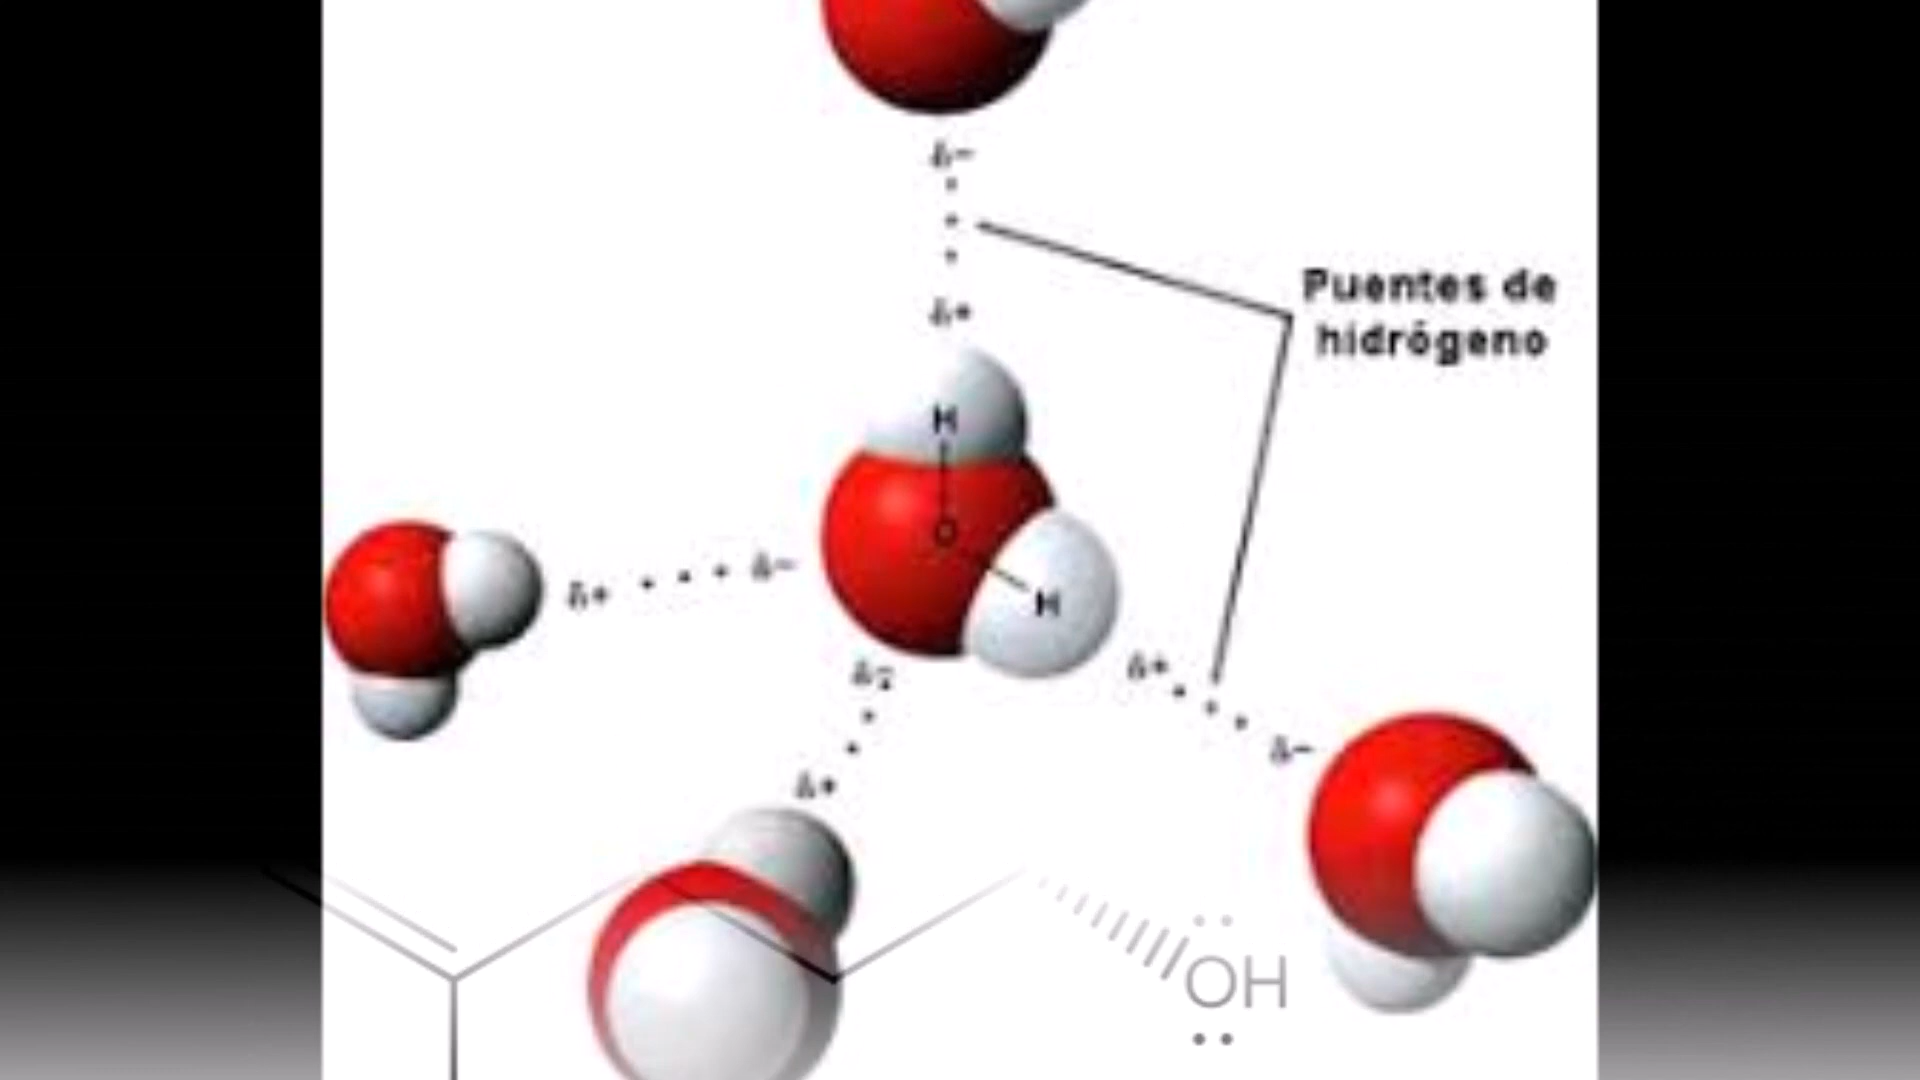 δ−
Puentes de
hidrógeno
δ+
H
O
δ+ δ− H
δ− δ+
δ−
δ+
OH